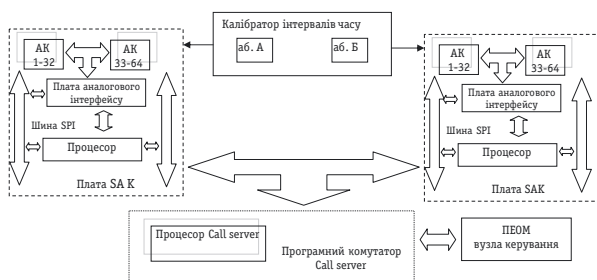 Калібратор інтервалів часу
аб. А
аб. Б
АК
1-32
АК
33-64
Плата аналогового
інтерфейсу
Шина SPI
Процесор
Плата SA K
АК
1-32
АК
33-64
Плата аналогового
інтерфейсу
Шина SPI
Процесор
Плата SAK
Процесор Call server
Програмний комутатор
Call server
ПЕОМ
вузла керування